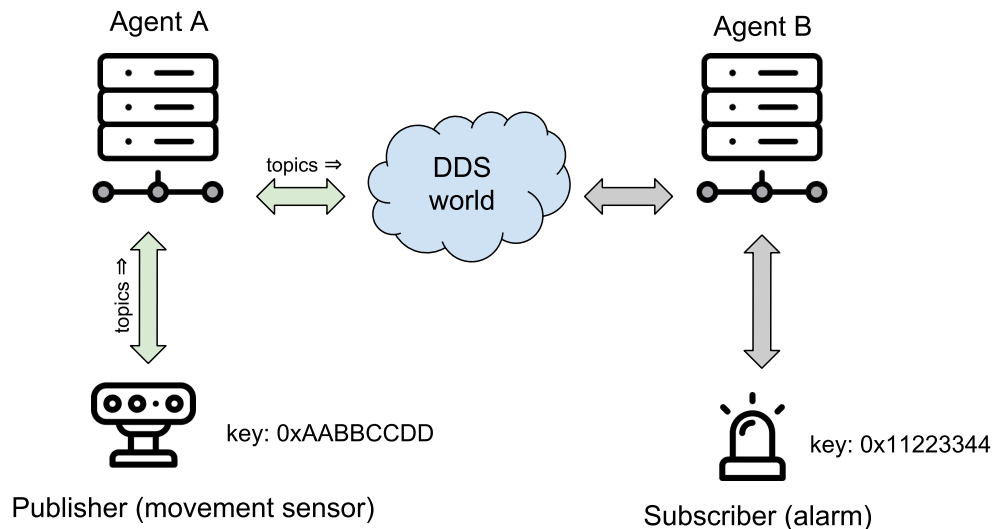 Agent A
Agent B
topics ⇒
DDS
world
topics ⇒
key: 0xAABBCCDD
key: 0x11223344
Publisher (movement sensor)
Subscriber (alarm)